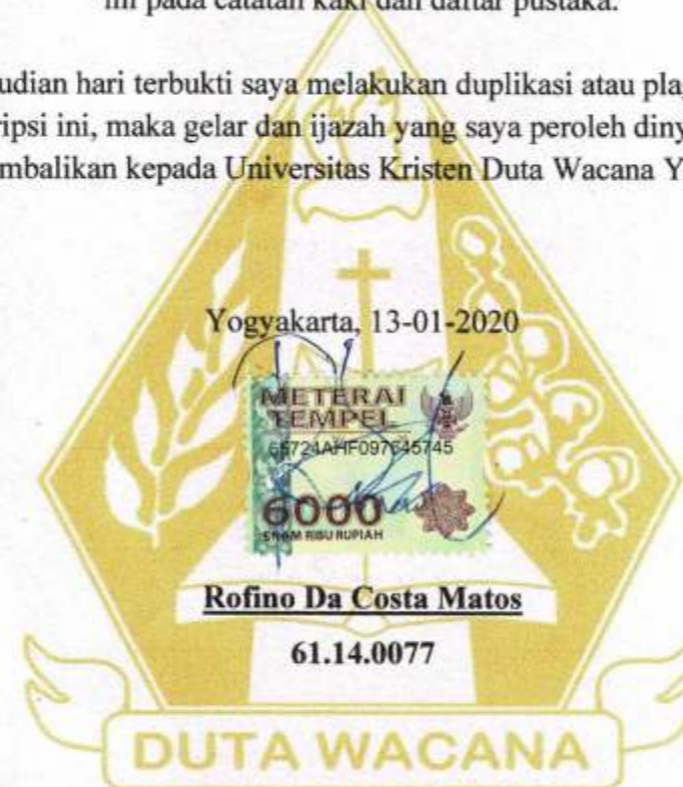 ini pada catatan kaki dan daftar pustaka.
udian hari terbukti saya melakukan duplikasi atau plag
ripsi ini, maka gelar dan ijazah yang saya peroleh diny
mbalikan kepada Universitas Kristen Duta Wacana Y
Yogyakarta, 13-01-2020
METERAI
TEMPEL
65724AHF097645745
6000
ENAM RIBU RUPIAH
Rofino Da Costa Matos
61.14.0077
DUTA WACANA